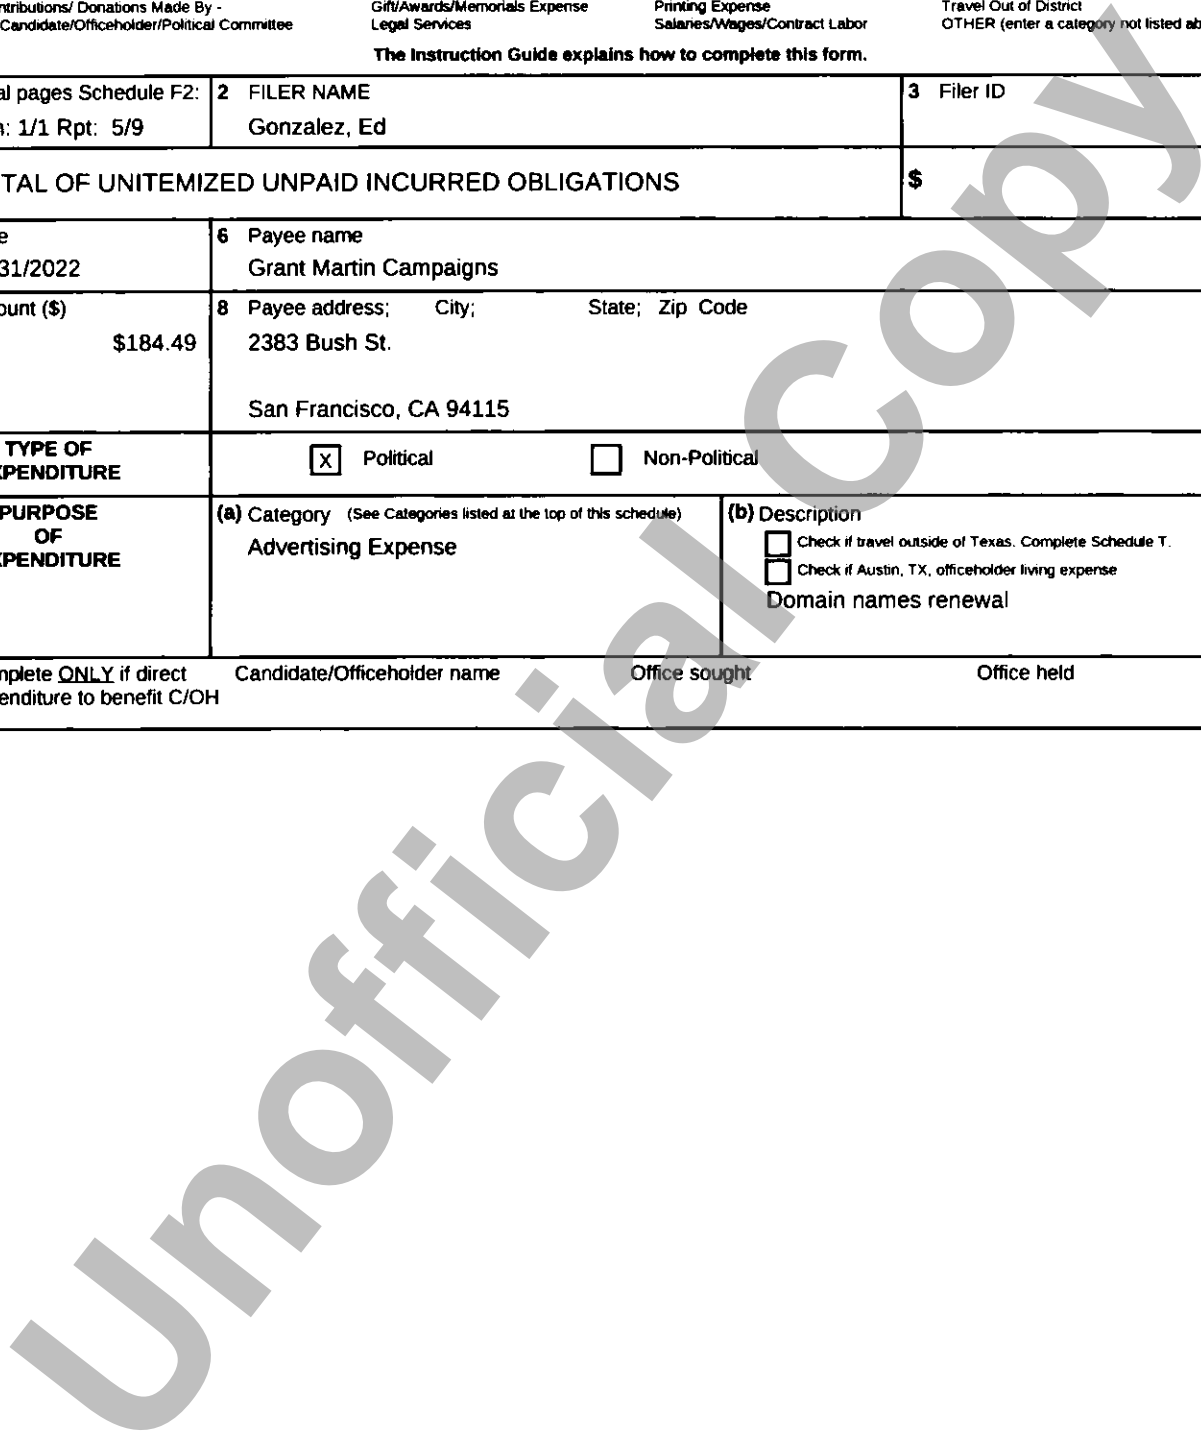 ntributions/ Donations Made By - Gift/Awards/Memorials Expense Printing Expense Travel Out of District
Candidate/Officeholder/Political Committee Legal Services Salaries/Wages/Contract Labor OTHER (enter a category not listed ab
The Instruction Guide explains how to complete this form.
al pages Schedule F2: 2 FILER NAME 3 Filer ID
: 1/1 Rpt: 5/9 Gonzalez, Ed
TAL OF UNITEMIZED UNPAID INCURRED OBLIGATIONS $
e 6 Payee name
31/2022 Grant Martin Campaigns
ount ($) 8 Payee address; City; State; Zip Code
$184.49 2383 Bush St.
San Francisco, CA 94115
TYPE OF
PENDITURE
x Political Non-Political
PURPOSE
OF
PENDITURE
(a) Category (See Categories listed at the top of this schedule)
Advertising Expense
(b) Description
Check if travel outside of Texas. Complete Schedule T.
Check if Austin, TX, officeholder living expense
Domain names renewal
mplete ONLY if direct Candidate/Officeholder name Office sought Office held
enditure to benefit C/OH
Unofficial Copy